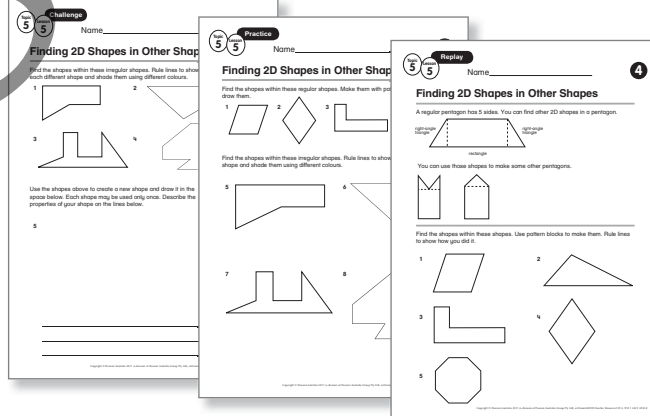 Topic
5
Lesson
5
Challenge
Name
Finding 2D Shapes in Other Shap
Find the shapes within these irregular shapes. Rule lines to show
each different shape and shade them using different colours.
1
2
3
4
Use the shapes above to create a new shape and draw it in the
space below. Each shape may be used only once. Describe the
properties of your shape on the lines below.
5
Topic
5
Lesson
5
Practice
Name
Finding 2D Shapes in Other Shap
Find the shapes within these regular shapes. Make them with pa
draw them.
1
2
3
Find the shapes within these irregular shapes. Rule lines to show
shape and shade them using different colours.
5
6
7
8
Topic
5
Lesson
5
Replay
Name
4
Finding 2D Shapes in Other Shapes
A regular pentagon has 5 sides. You can find other 2D shapes in a pentagon.
right-angle
triangle
right-angle
triangle
rectangle
You can use those shapes to make some other pentagons.
Find the shapes within these shapes. Use pattern blocks to make them. Rule lines
to show how you did it.
1
2
3
4
5